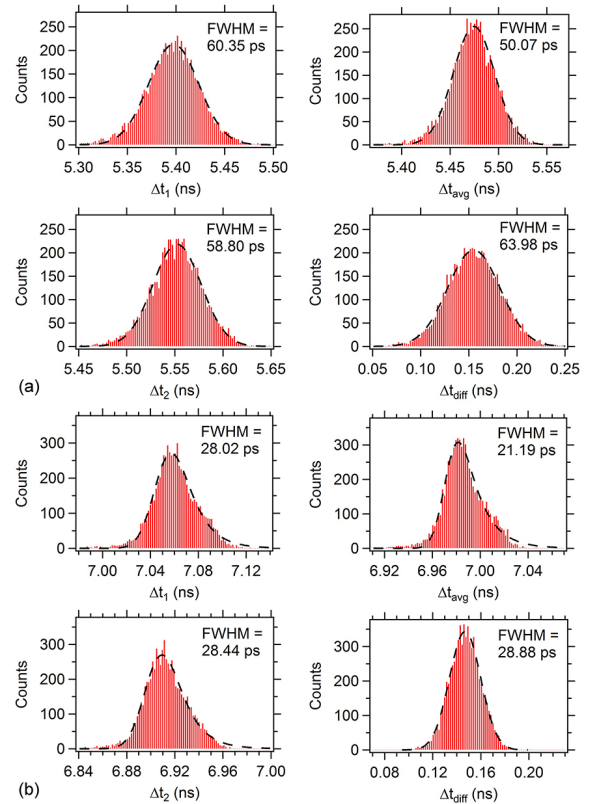 250
200
150
100
50
0
Counts
FWHM =
60.35 ps
5.30 5.35 5.40 5.45 5.50
Δt1 (ns)
250
200
150
100
50
0
Counts
FWHM =
50.07 ps
5.40 5.45 5.50 5.55
Δtavg (ns)
250
200
150
100
50
0
Counts
FWHM =
58.80 ps
5.45 5.50 5.55 5.60 5.65
Δt2 (ns)
250
200
150
100
50
0
Counts
FWHM =
63.98 ps
0.05 0.10 0.15 0.20 0.25
Δtdiff (ns)
(a)
300
200
100
0
Counts
FWHM =
28.02 ps
7.00 7.04 7.08 7.12
Δt1 (ns)
300
200
100
0
Counts
FWHM =
21.19 ps
6.92 6.96 7.00 7.04
Δtavg (ns)
300
200
100
0
Counts
FWHM =
28.44 ps
6.84 6.88 6.92 6.96 7.00
Δt2 (ns)
300
200
100
0
Counts
FWHM =
28.88 ps
0.08 0.12 0.16 0.20
Δtdiff (ns)
(b)